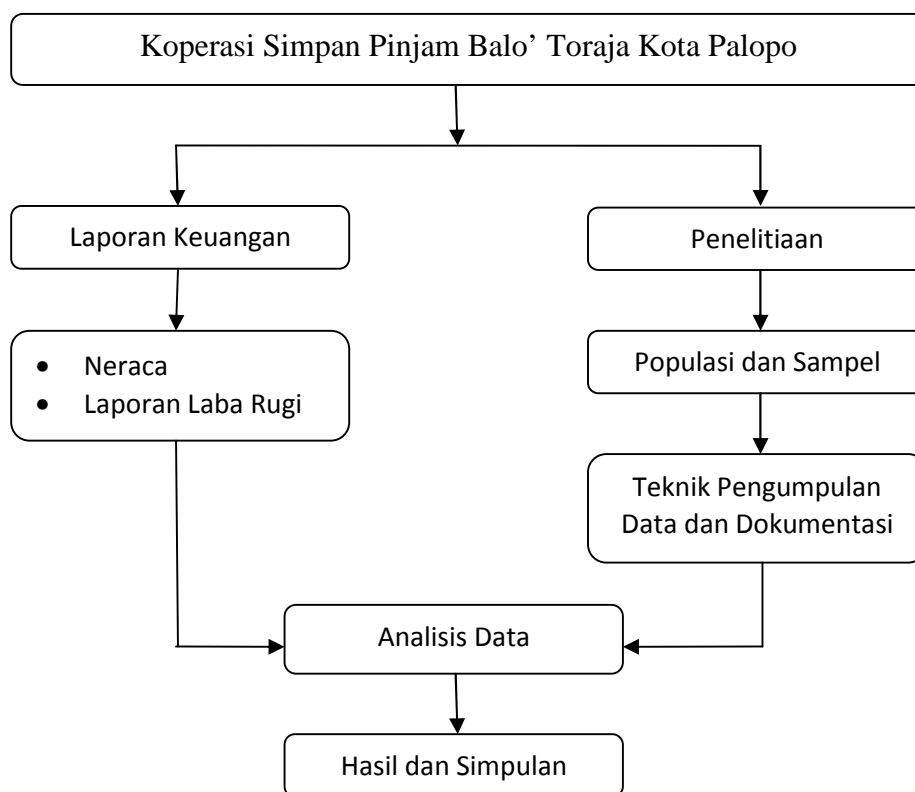 Koperasi Simpan Pinjam Balo’ Toraja Kota Palopo
Laporan Keuangan
Penelitiaan
• Neraca
• Laporan Laba Rugi
Populasi dan Sampel
Teknik Pengumpulan
Data dan Dokumentasi
Analisis Data
Hasil dan Simpulan